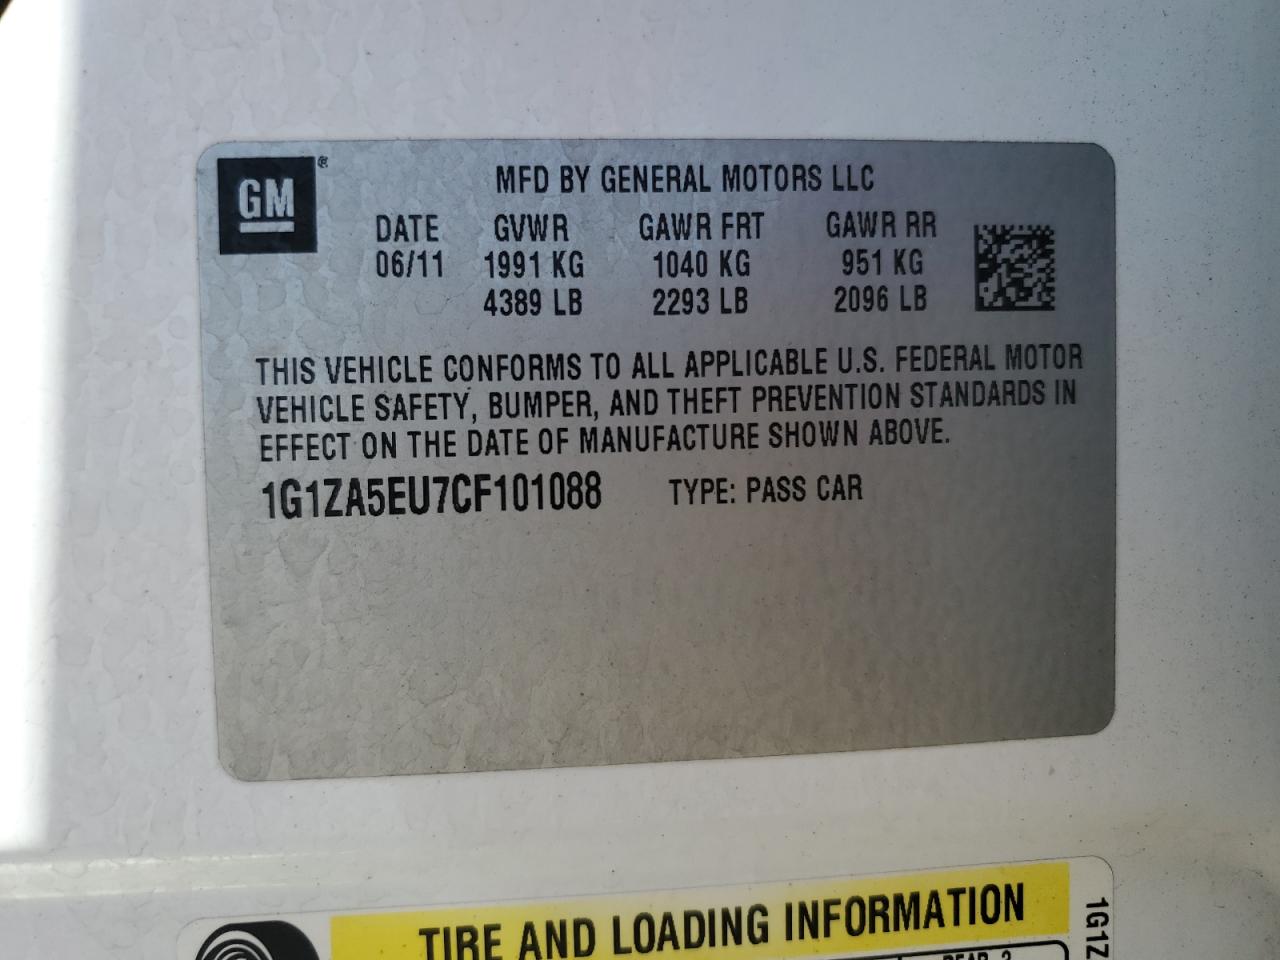 GM ®
MFD BY GENERAL MOTORS LLC
DATE GVWR GAWR FRT GAWR RR
06/11 1991 KG 1040 KG 951 KG
4389 LB 2293 LB 2096 LB
THIS VEHICLE CONFORMS TO ALL APPLICABLE U.S. FEDERAL MOTOR
VEHICLE SAFETY, BUMPER, AND THEFT PREVENTION STANDARDS IN
EFFECT ON THE DATE OF MANUFACTURE SHOWN ABOVE.
1G1ZA5EU7CF101088 TYPE: PASS CAR
TIRE AND LOADING INFORMATION
1G1Z
REAR 3